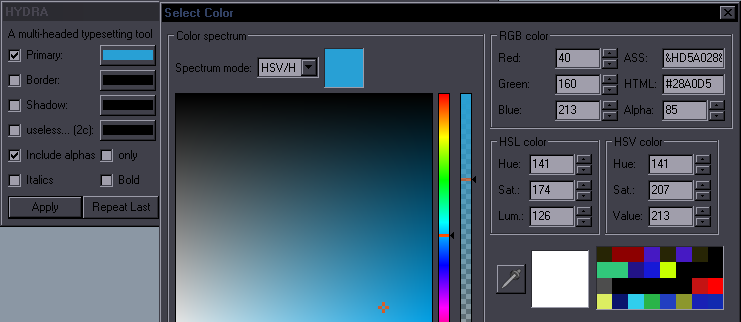 HYDRA
A multi-headed typesetting tool
Primary:
Border:
Shadow:
useless... (2c):
Include alphas only
Italics Bold
Apply Repeat Last
Select Color
Color spectrum
Spectrum mode: HSV/H
RGB color
Red: 40 ASS: &HD5A028&
Green: 160 HTML: #28A0D5
Blue: 213 Alpha: 85
HSL color
Hue: 141
Sat.: 174
Lum.: 126
HSV color
Hue: 141
Sat.: 207
Value: 213